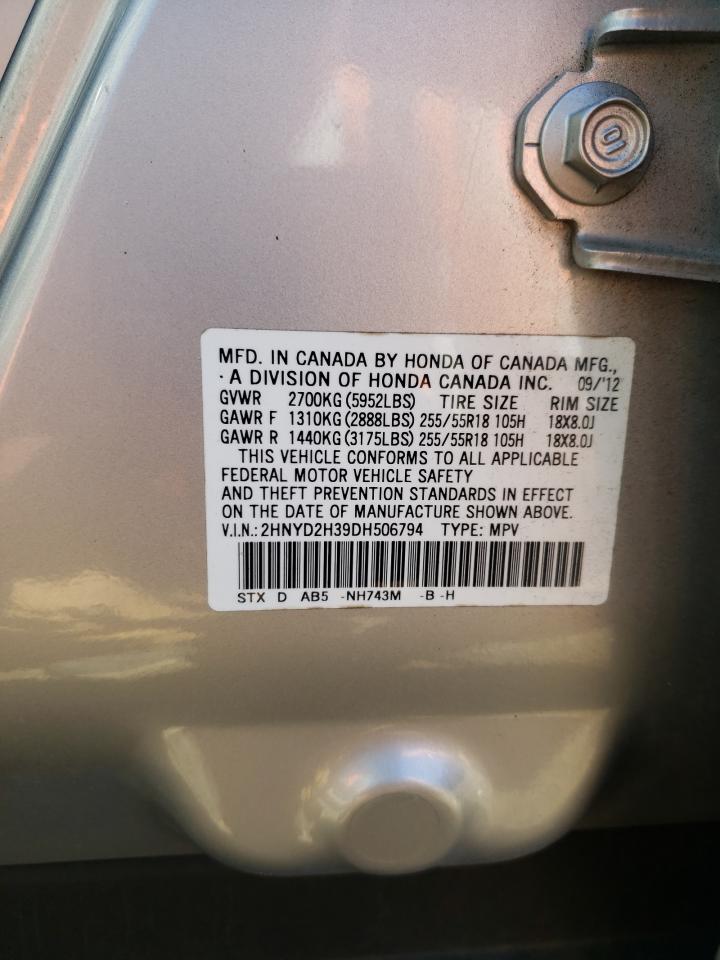 10
MFD. IN CANADA BY HONDA OF CANADA MFG.,
· A DIVISION OF HONDA CANADA INC. 09/'12
GVWR 2700KG (5952LBS) TIRE SIZE RIM SIZE
GAWR F 1310KG (2888LBS) 255/55R18 105H 18X8.0J
GAWR R 1440KG (3175LBS) 255/55R18 105H 18X8.0J
THIS VEHICLE CONFORMS TO ALL APPLICABLE
FEDERAL MOTOR VEHICLE SAFETY
AND THEFT PREVENTION STANDARDS IN EFFECT
ON THE DATE OF MANUFACTURE SHOWN ABOVE.
V.I.N.: 2HNYD2H39DH506794 TYPE: MPV
STX D AB5 -NH743M -B -H